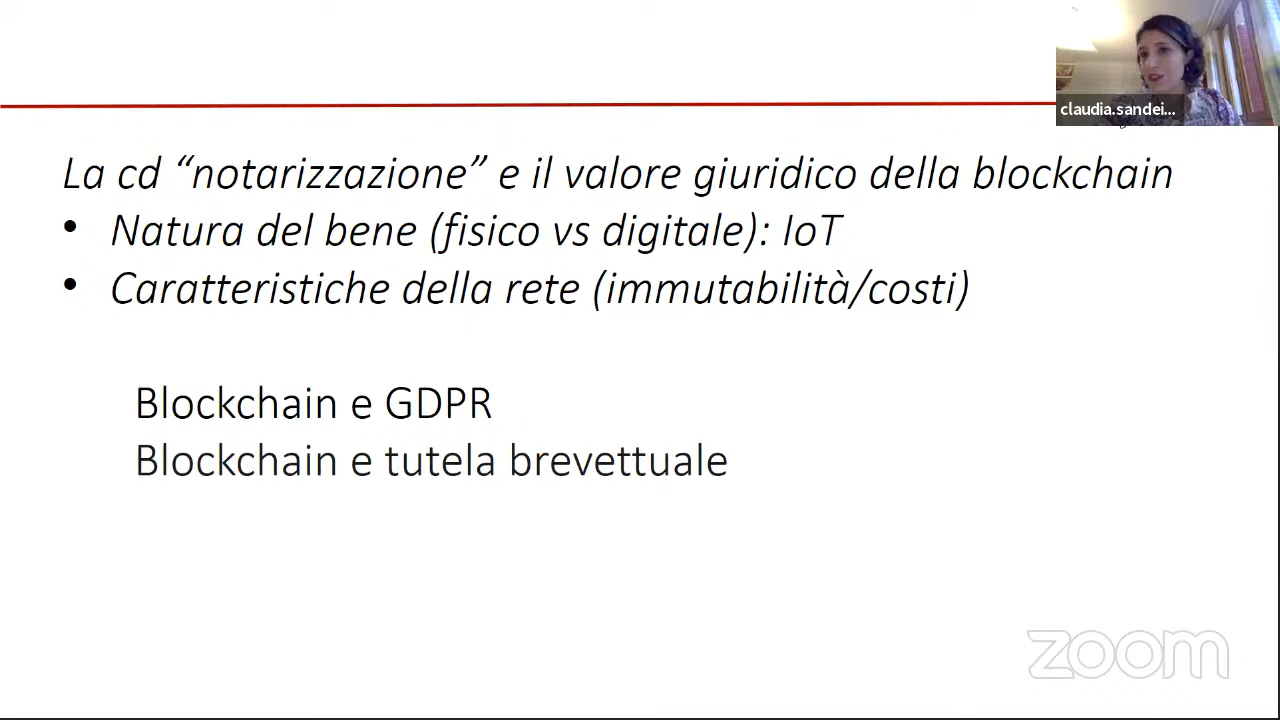 claudia.sandei...
La cd “notarizzazione” e il valore giuridico della blockchain
• Natura del bene (fisico vs digitale): IoT
• Caratteristiche della rete (immutabilità/costi)
Blockchain e GDPR
Blockchain e tutela brevettuale
zoom